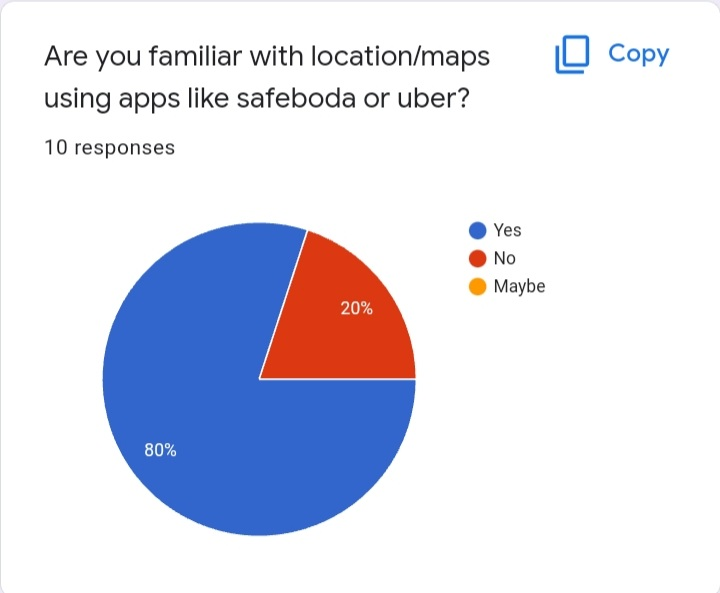 Are you familiar with location/maps
using apps like safeboda or uber?
Copy
10 responses
Yes
No
Maybe
20%
80%